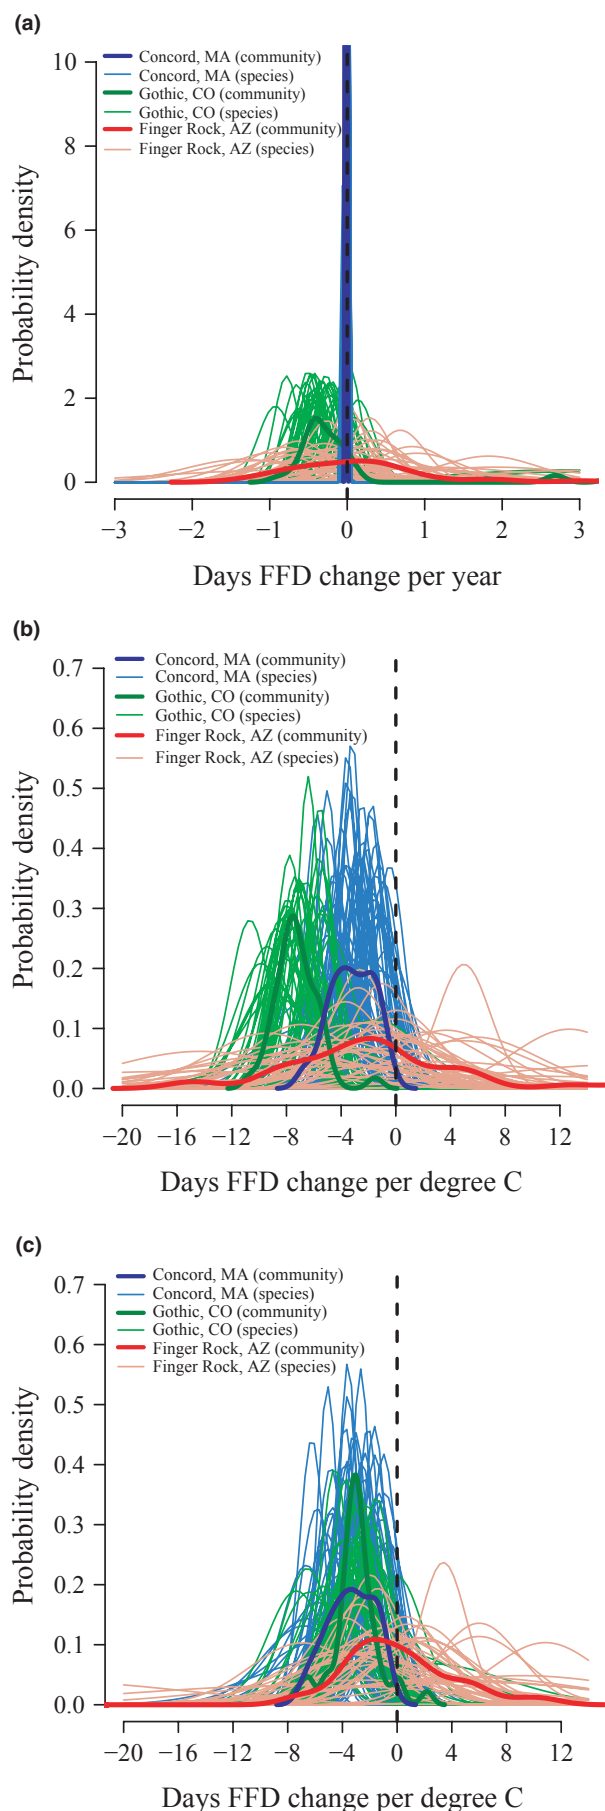 (a)
Concord, MA (community)
Concord, MA (species)
Gothic, CO (community)
Gothic, CO (species)
Finger Rock, AZ (community)
Finger Rock, AZ (species)
10
8
6
4
2
0
Probability density
−3 −2 −1 0 1 2 3
Days FFD change per year
(b)
Concord, MA (community)
Concord, MA (species)
Gothic, CO (community)
Gothic, CO (species)
Finger Rock, AZ (community)
Finger Rock, AZ (species)
0.7
0.6
0.5
0.4
0.3
0.2
0.1
0.0
Probability density
−20 −16 −12 −8 −4 0 4 8 12
Days FFD change per degree C
(c)
Concord, MA (community)
Concord, MA (species)
Gothic, CO (community)
Gothic, CO (species)
Finger Rock, AZ (community)
Finger Rock, AZ (species)
0.7
0.6
0.5
0.4
0.3
0.2
0.1
0.0
Probability density
−20 −16 −12 −8 −4 0 4 8 12
Days FFD change per degree C